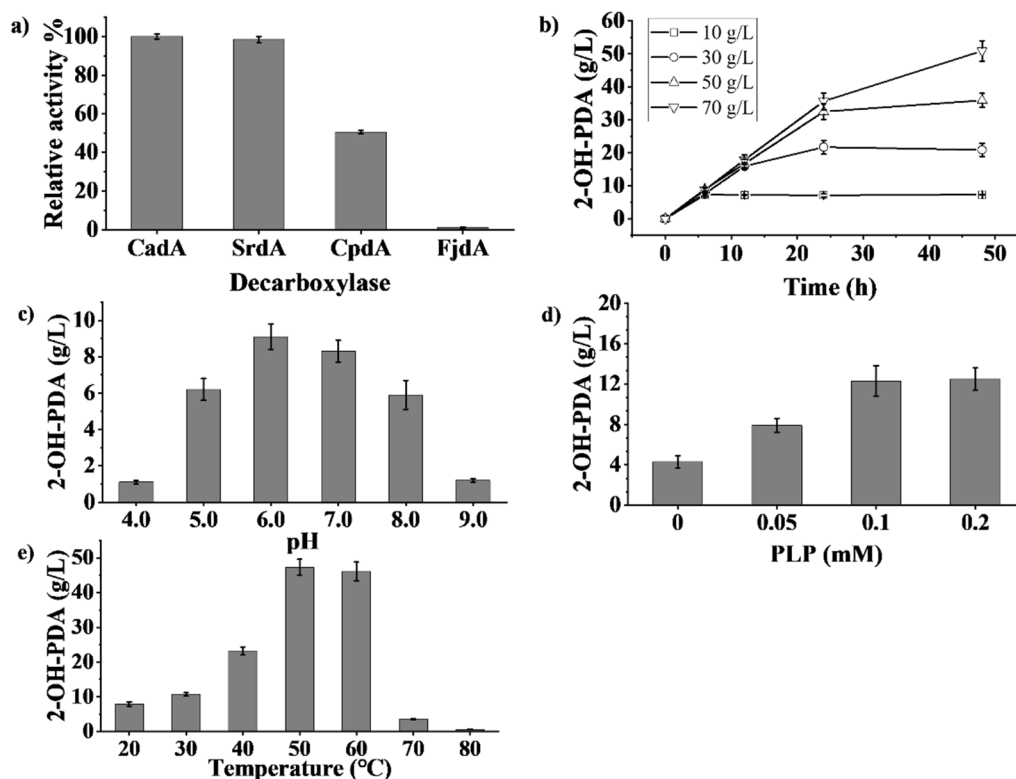 a)
Relative activity %
100
80
60
40
20
0
CadA SrdA CpdA FjdA
Decarboxylase
b)
2-OH-PDA (g/L)
60
50
40
30
20
10
0
10 g/L
30 g/L
50 g/L
70 g/L
0 10 20 30 40 50
Time (h)
c)
2-OH-PDA (g/L)
10
8
6
4
2
0
4.0 5.0 6.0 7.0 8.0 9.0
pH
d)
2-OH-PDA (g/L)
20
16
12
8
4
0
0 0.05 0.1 0.2
PLP (mM)
e)
2-OH-PDA (g/L)
50
40
30
20
10
0
20 30 40 50 60 70 80
Temperature (℃)